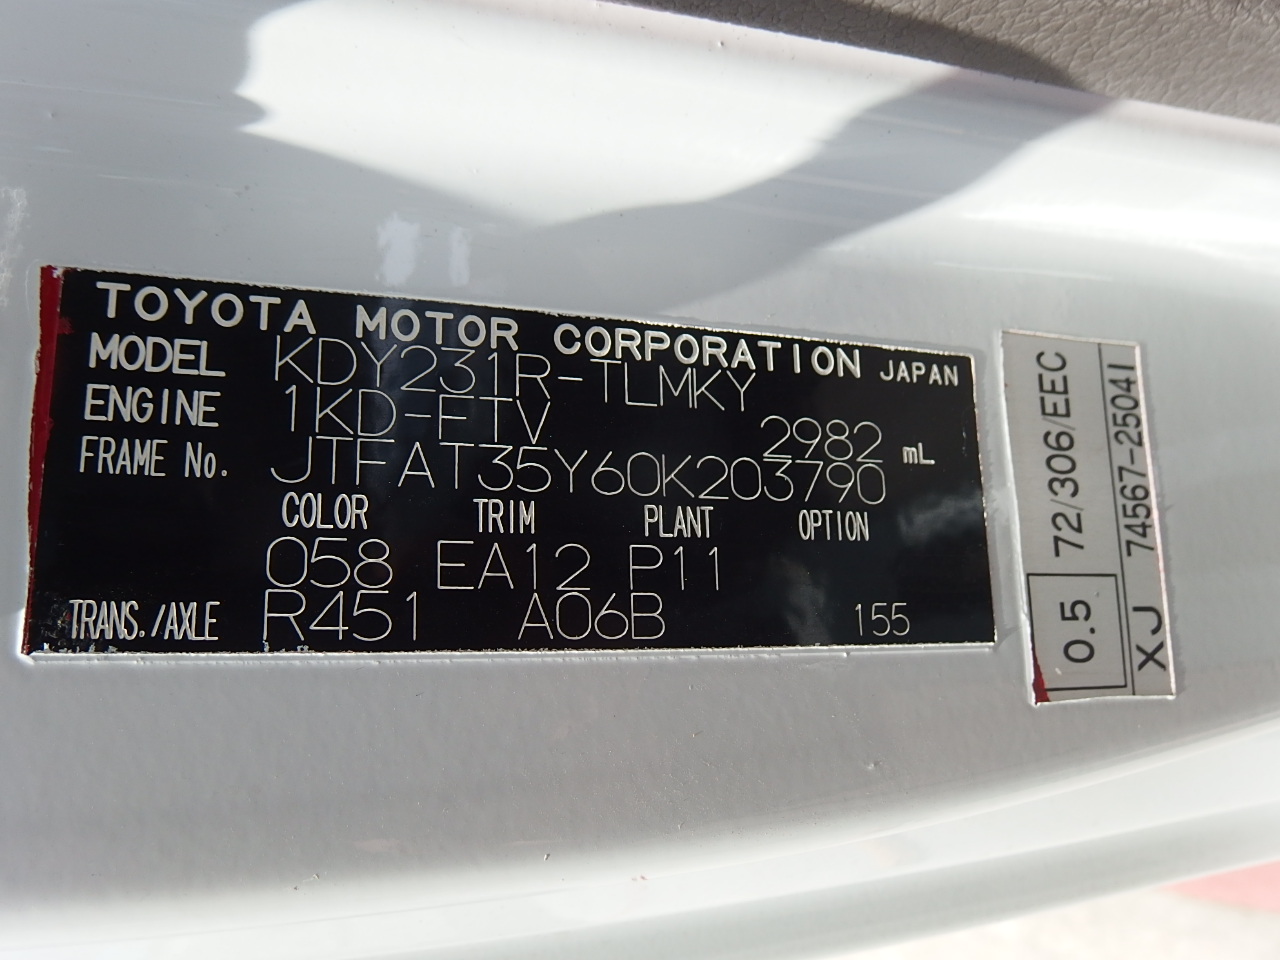 TOYOTA MOTOR CORPORATION JAPAN
MODEL KDY231R-TLMKY
ENGINE 1KD-FTV 2982 mL
FRAME No. JTFAT35Y60K203790
COLOR TRIM PLANT OPTION
058 EA12 P11
TRANS./AXLE R451 A06B 155
0.5 72/306/EEC
XJ 74567-25041